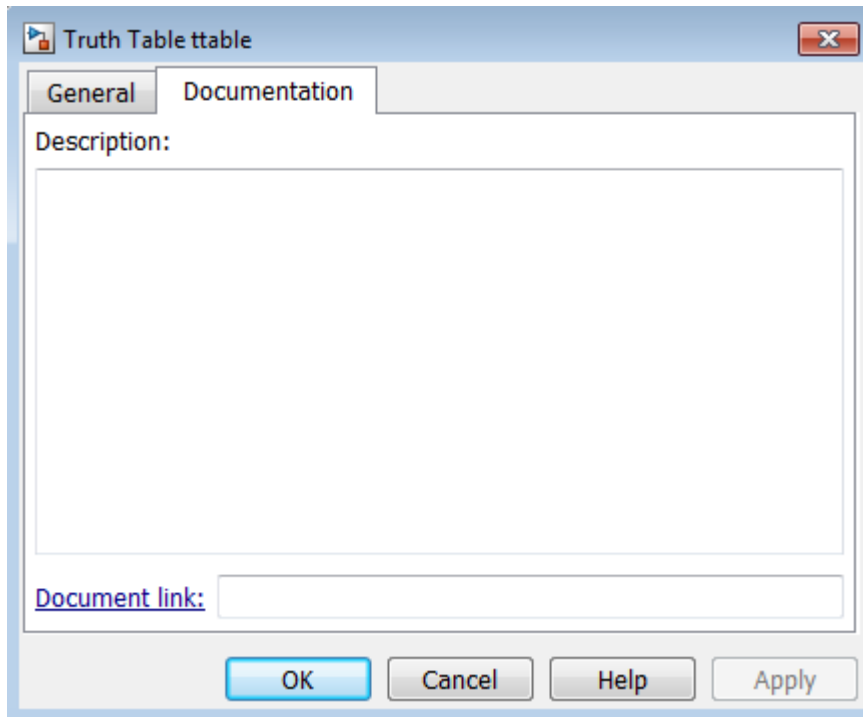 Truth Table ttable
General Documentation
Description:
Document link:
OK Cancel Help Apply